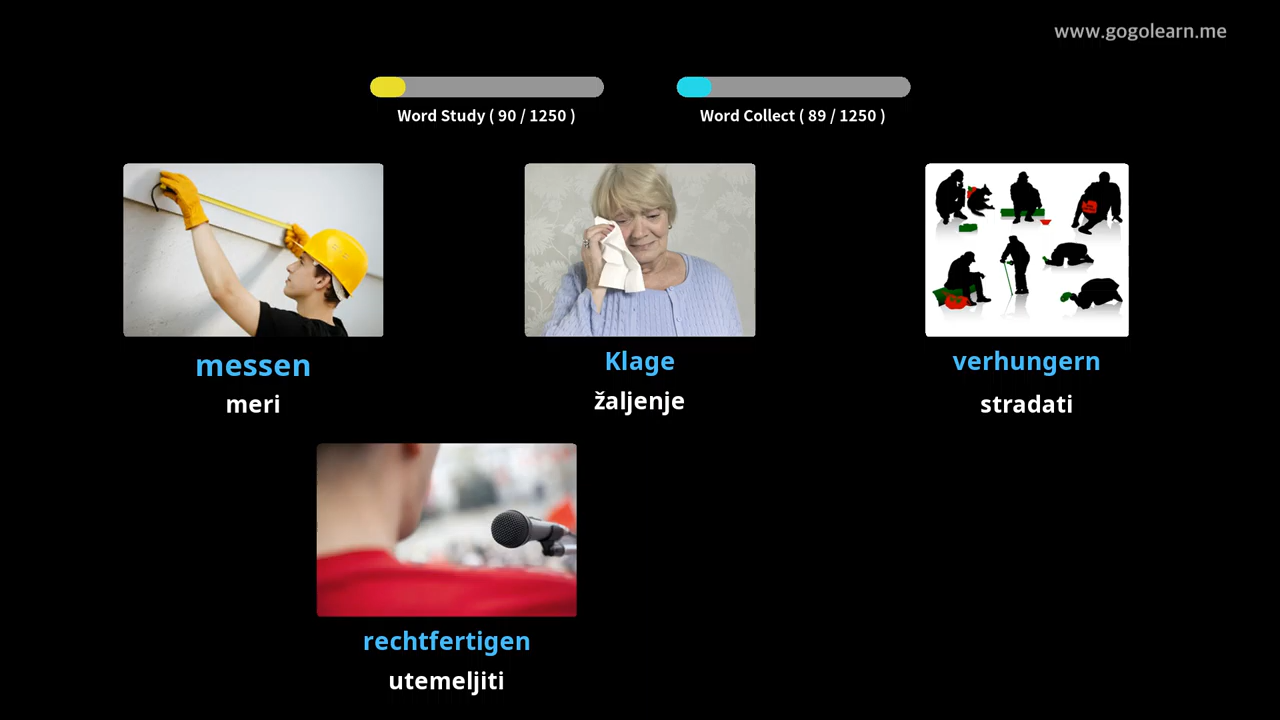 www.gogolearn.me
Word Study ( 90 / 1250 )
Word Collect ( 89 / 1250 )
messen
meri
Klage
žaljenje
verhungern
stradati
rechtfertigen
utemeljiti